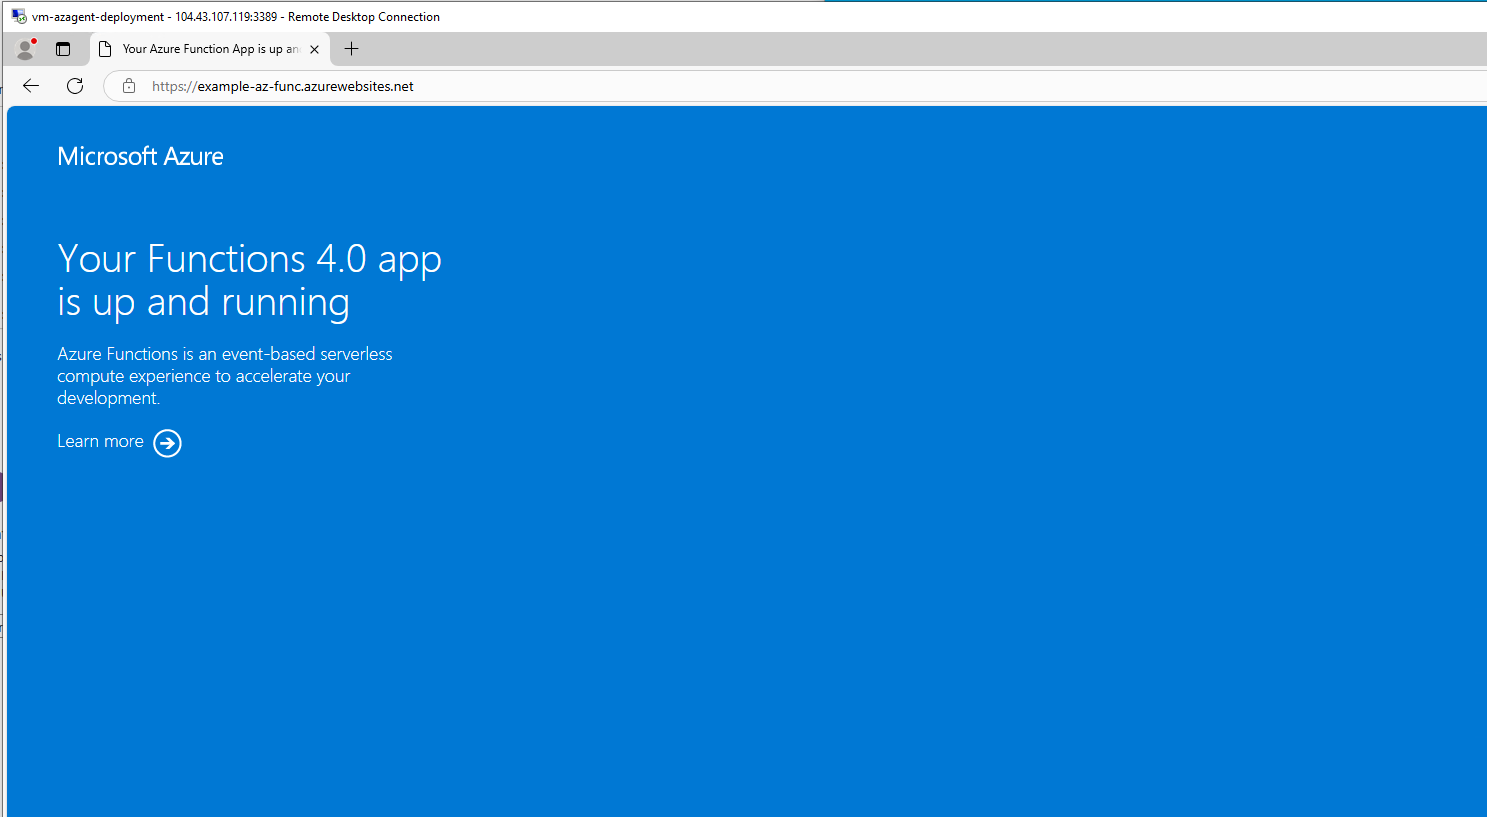 vm-azagent-deployment - 104.43.107.119:3389 - Remote Desktop Connection
Your Azure Function App is up an
https://example-az-func.azurewebsites.net
Microsoft Azure
Your Functions 4.0 app
is up and running
Azure Functions is an event-based serverless
compute experience to accelerate your
development.
Learn more